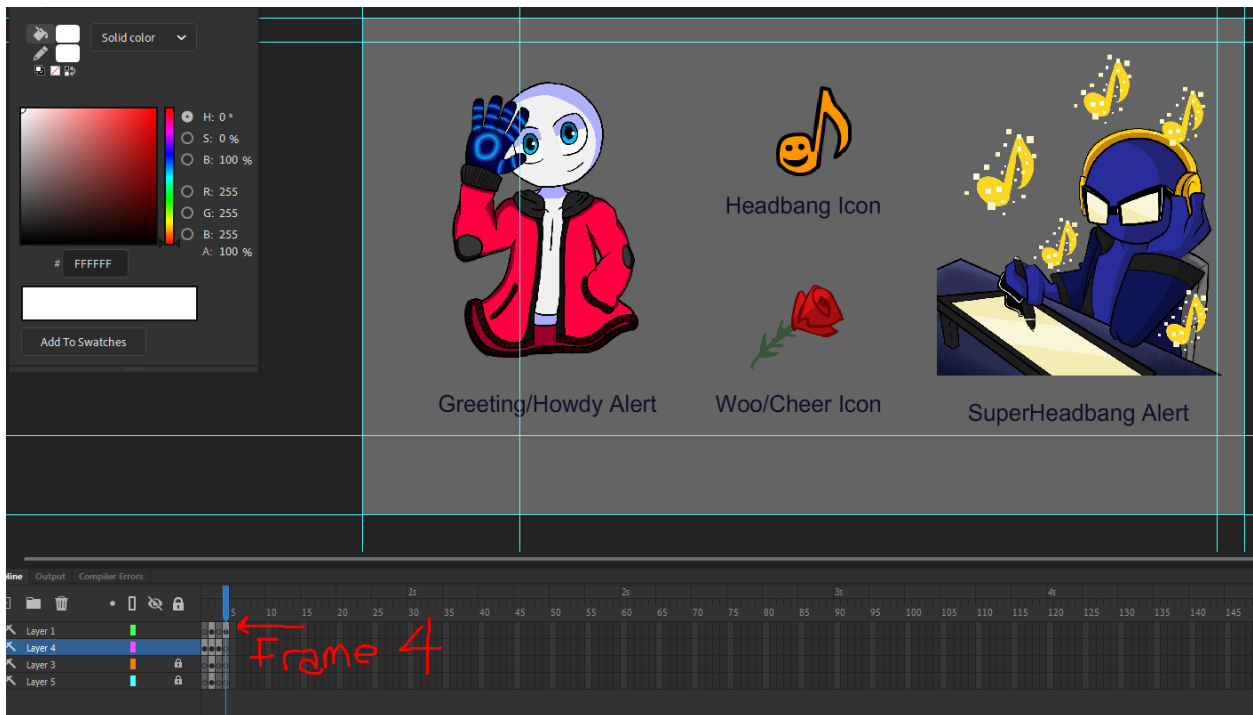 Solid color
H: 0 °
S: 0 %
B: 100 %
R: 255
G: 255
B: 255
A: 100 %
# FFFFFF
Add To Swatches
Headbang Icon
Greeting/Howdy Alert
Woo/Cheer Icon
SuperHeadbang Alert
Output Compiler Errors
1s 2s 3s 4s
5 10 15 20 25 30 35 40 45 50 55 60 65 70 75 80 85 90 95 100 105 110 115 120 125 130 135 140 145
Layer 1
Layer 4
Layer 3
Layer 5
Frame 4